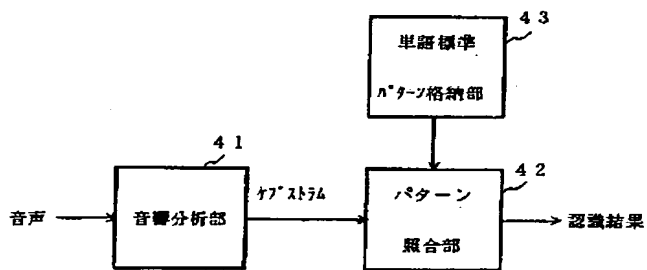 ４３
単語標準
ﾊﾟﾀｰﾝ格納部
４１
音響分析部
ｹﾌﾟｽﾄﾗﾑ
４２
パターン
照合部
音声
認識結果